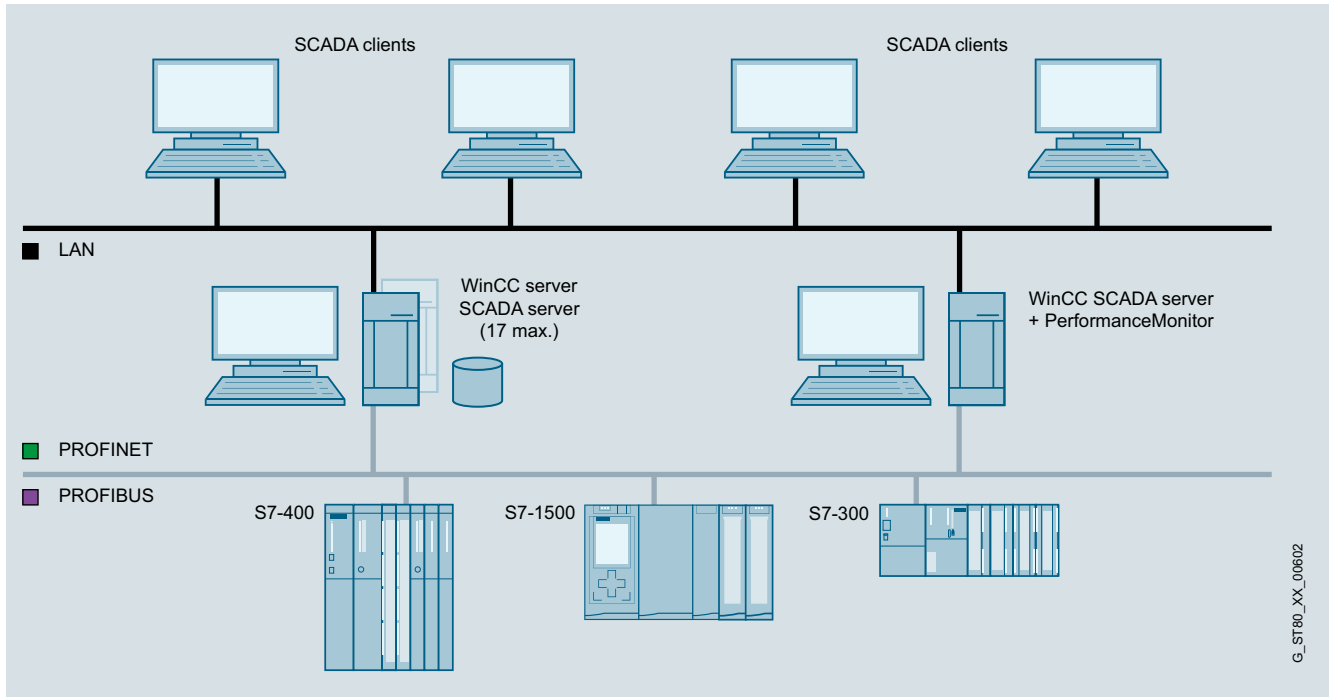 SCADA clients
SCADA clients
LAN
WinCC server
SCADA server
(17 max.)
WinCC SCADA server
+ PerformanceMonitor
PROFINET
PROFIBUS
S7-400
S7-1500
S7-300
G_ST80_XX_00602